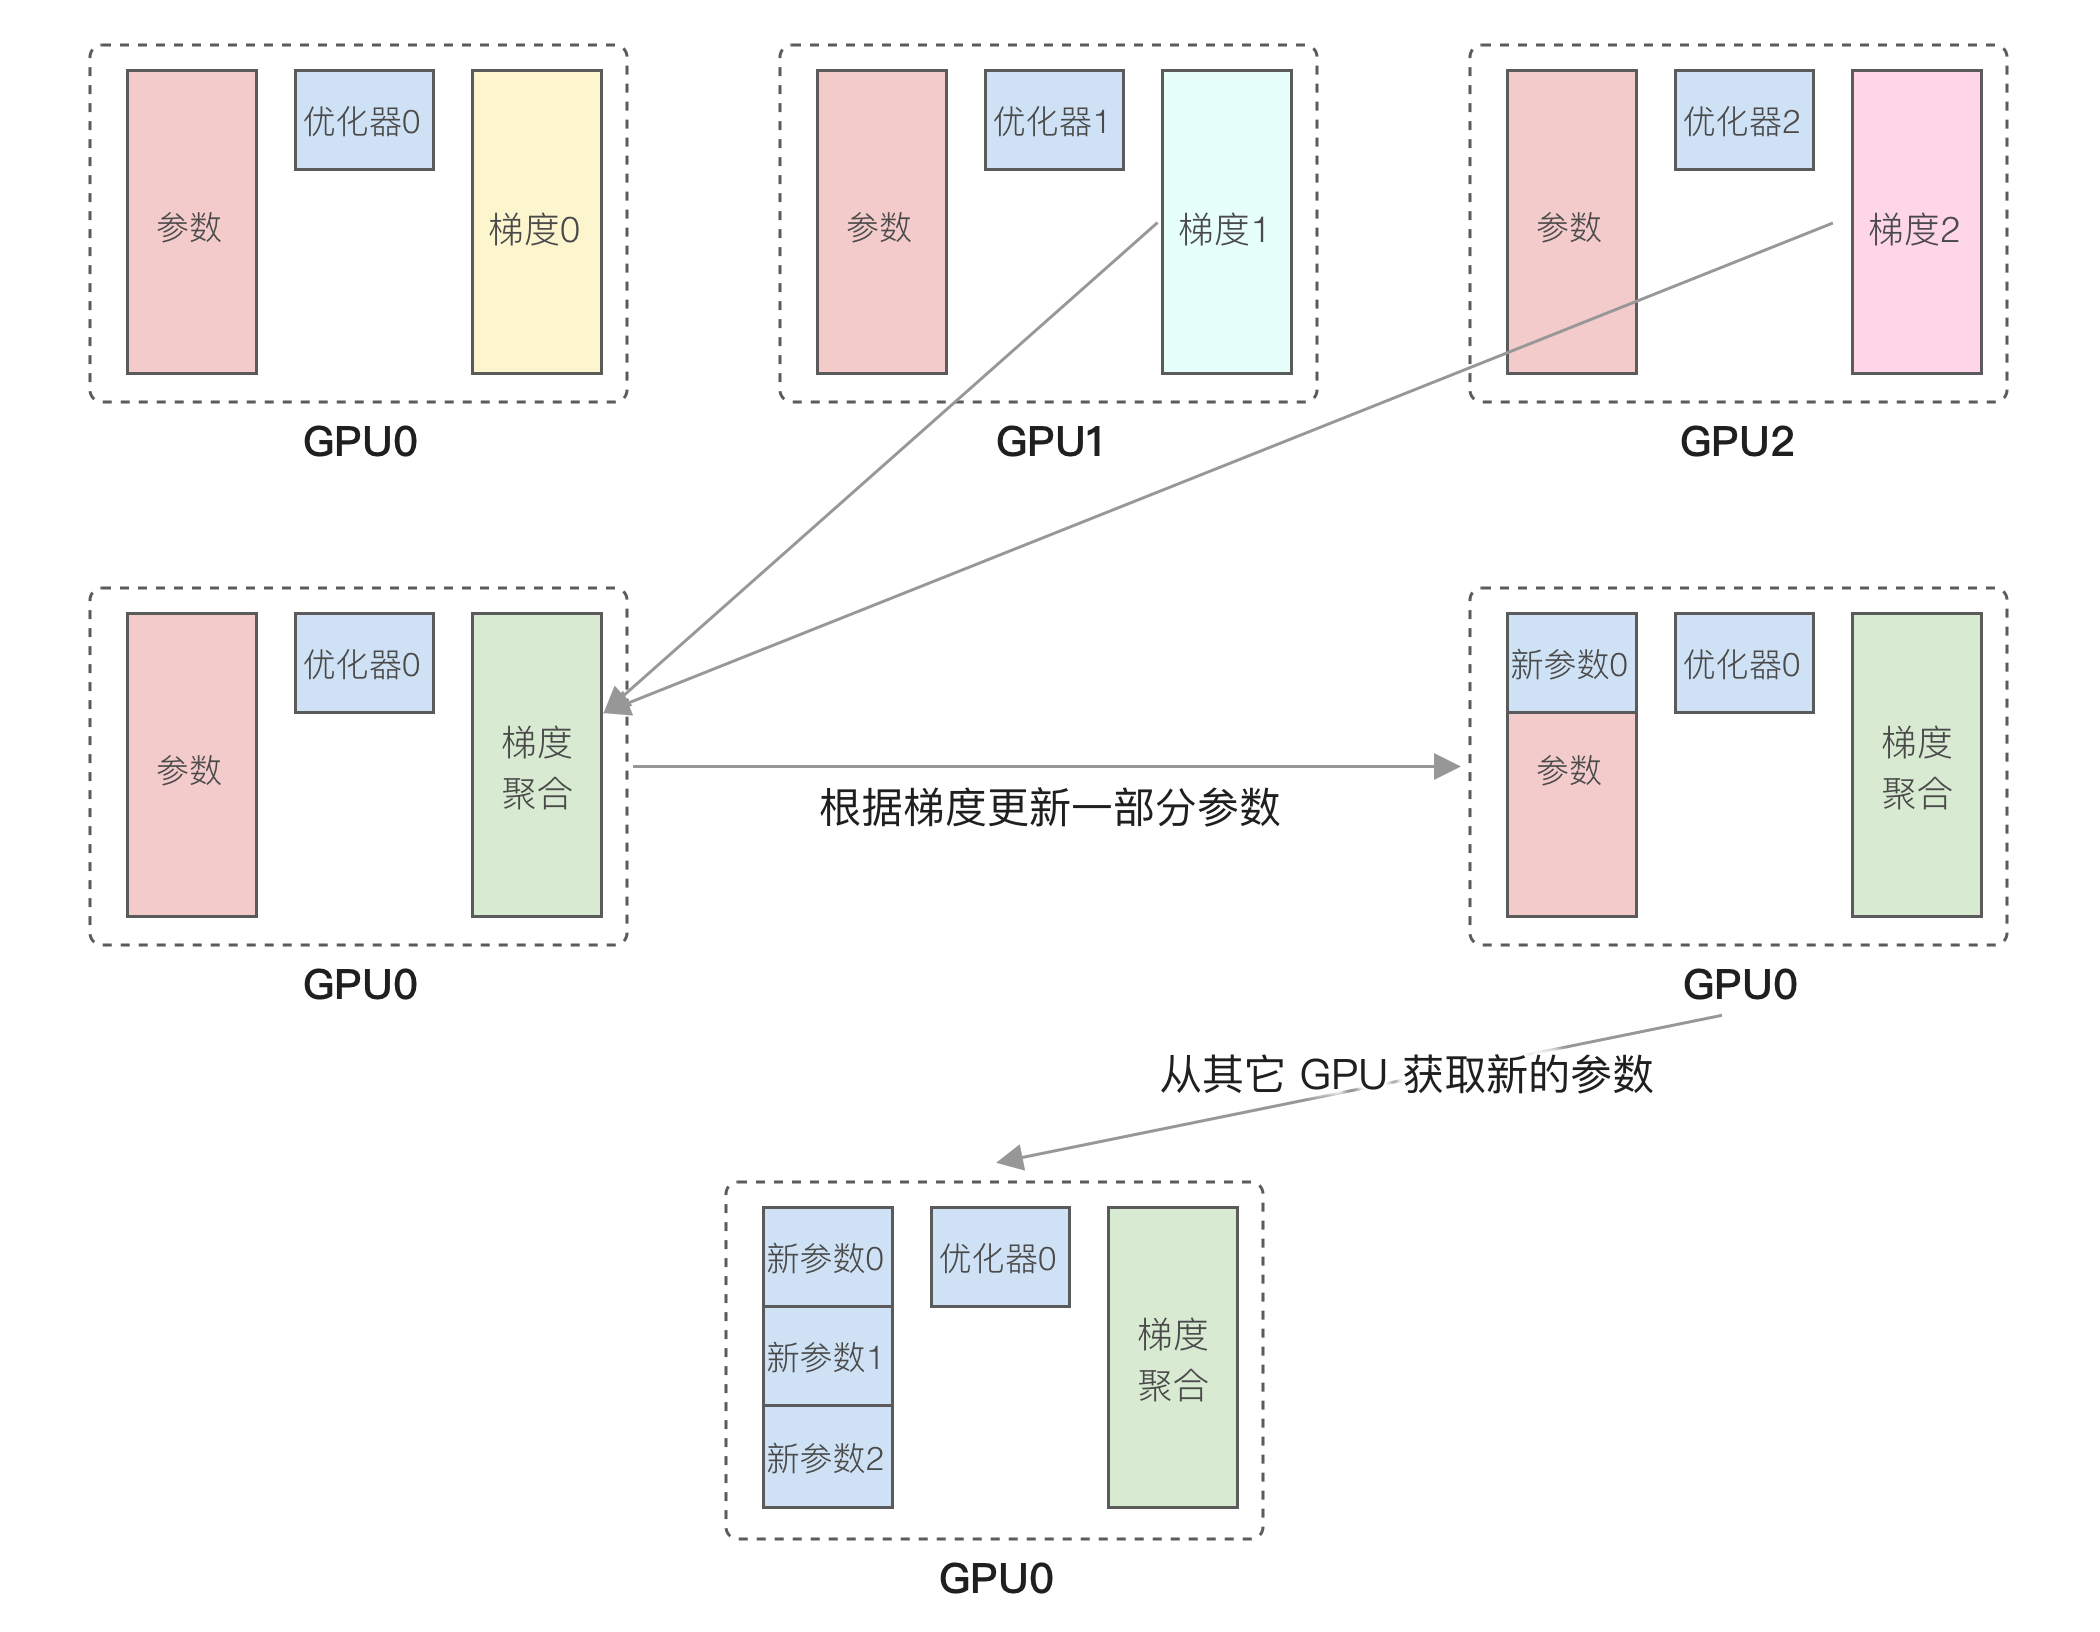 参数
优化器0
梯度0
GPU0
参数
优化器1
梯度1
GPU1
参数
优化器2
梯度2
GPU2
参数
优化器0
梯度
聚合
GPU0
根据梯度更新一部分参数
新参数0
参数
优化器0
梯度
聚合
GPU0
从其它 GPU 获取新的参数
新参数0
新参数1
新参数2
优化器0
梯度
聚合
GPU0